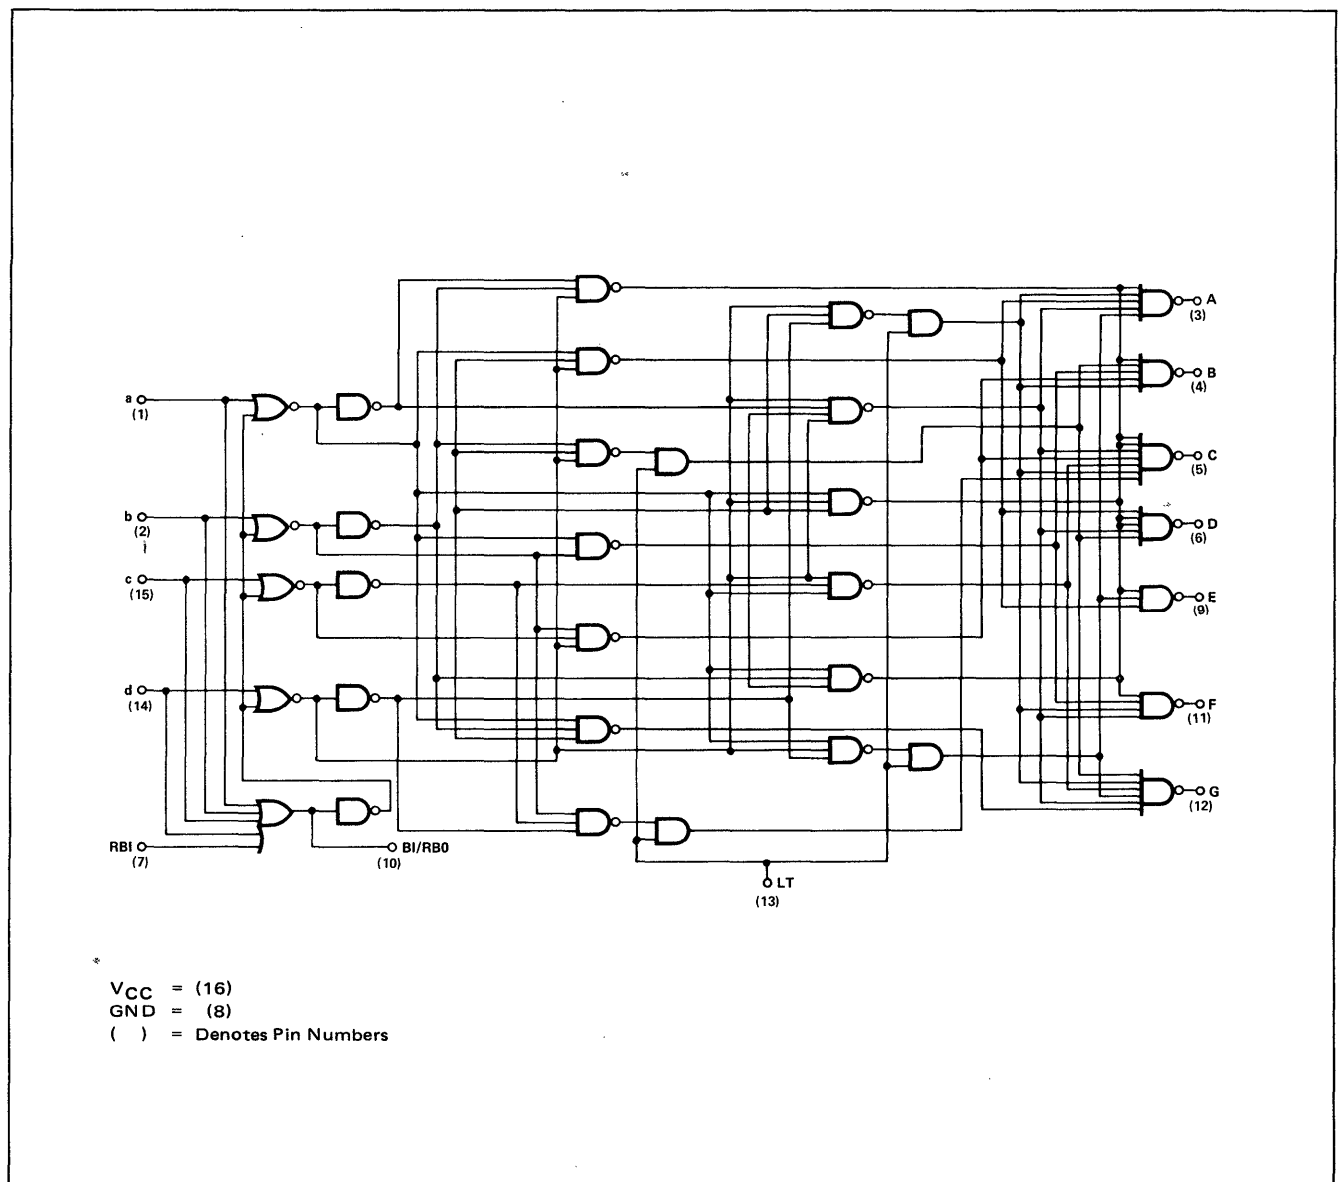 a
(1)
b
(2)
c
(15)
d
(14)
RBI
(7)
BI/RB0
(10)
LT
(13)
A
(3)
B
(4)
C
(5)
D
(6)
E
(9)
F
(11)
G
(12)
VCC = (16)
GND = (8)
( ) = Denotes Pin Numbers